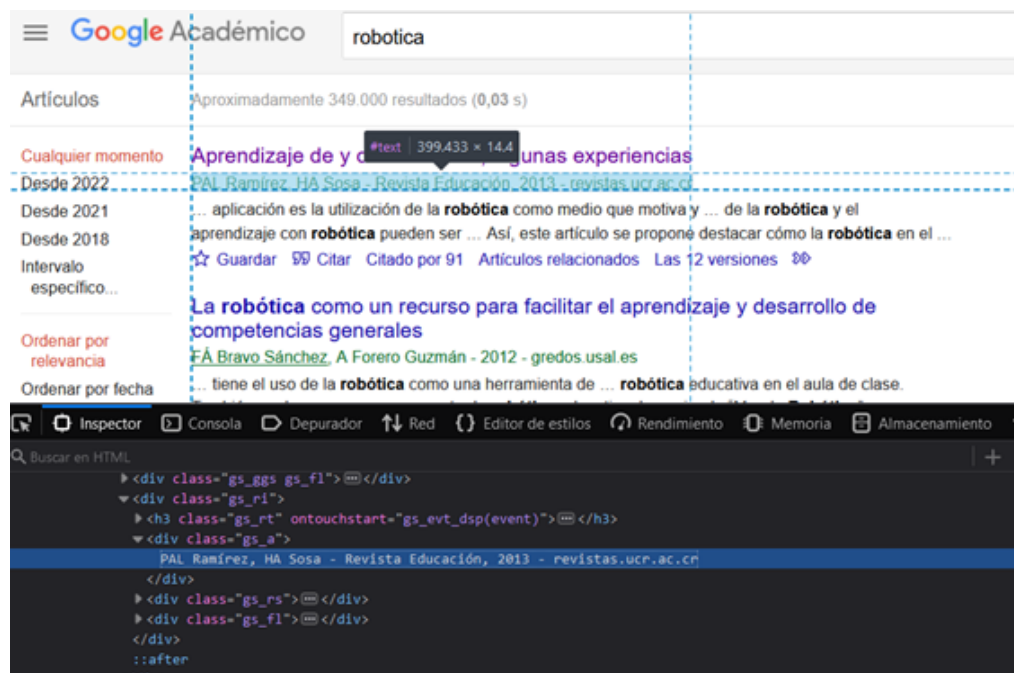 Google Académico
robotica
Artículos
Aproximadamente 349.000 resultados (0,03 s)
#text 399,433 × 14,4
Cualquier momento
Desde 2022
Desde 2021
Desde 2018
Intervalo
específico...
Ordenar por
relevancia
Ordenar por fecha
Aprendizaje de y unas experiencias
PAL Ramírez, HA Sosa - Revista Educación, 2013 - revistas.ucr.ac.cr
... aplicación es la utilización de la robótica como medio que motiva y ... de la robótica y el
aprendizaje con robótica pueden ser ... Así, este artículo se propone destacar cómo la robótica en el ...
Guardar Citar Citado por 91 Artículos relacionados Las 12 versiones
La robótica como un recurso para facilitar el aprendizaje y desarrollo de
competencias generales
FÁ Bravo Sánchez, A Forero Guzmán - 2012 - gredos.usal.es
... tiene el uso de la robótica como una herramienta de ... robótica educativa en el aula de clase.
Inspector Consola Depurador Red Editor de estilos Rendimiento Memoria Almacenamiento
Buscar en HTML
<div class="gs_ggs gs_fl"></div>
<div class="gs_ri">
<h3 class="gs_rt" ontouchstart="gs_evt_dsp(event)"></h3>
<div class="gs_a">
PAL Ramírez, HA Sosa - Revista Educación, 2013 - revistas.ucr.ac.cr
</div>
<div class="gs_rs"></div>
<div class="gs_fl"></div>
</div>
::after